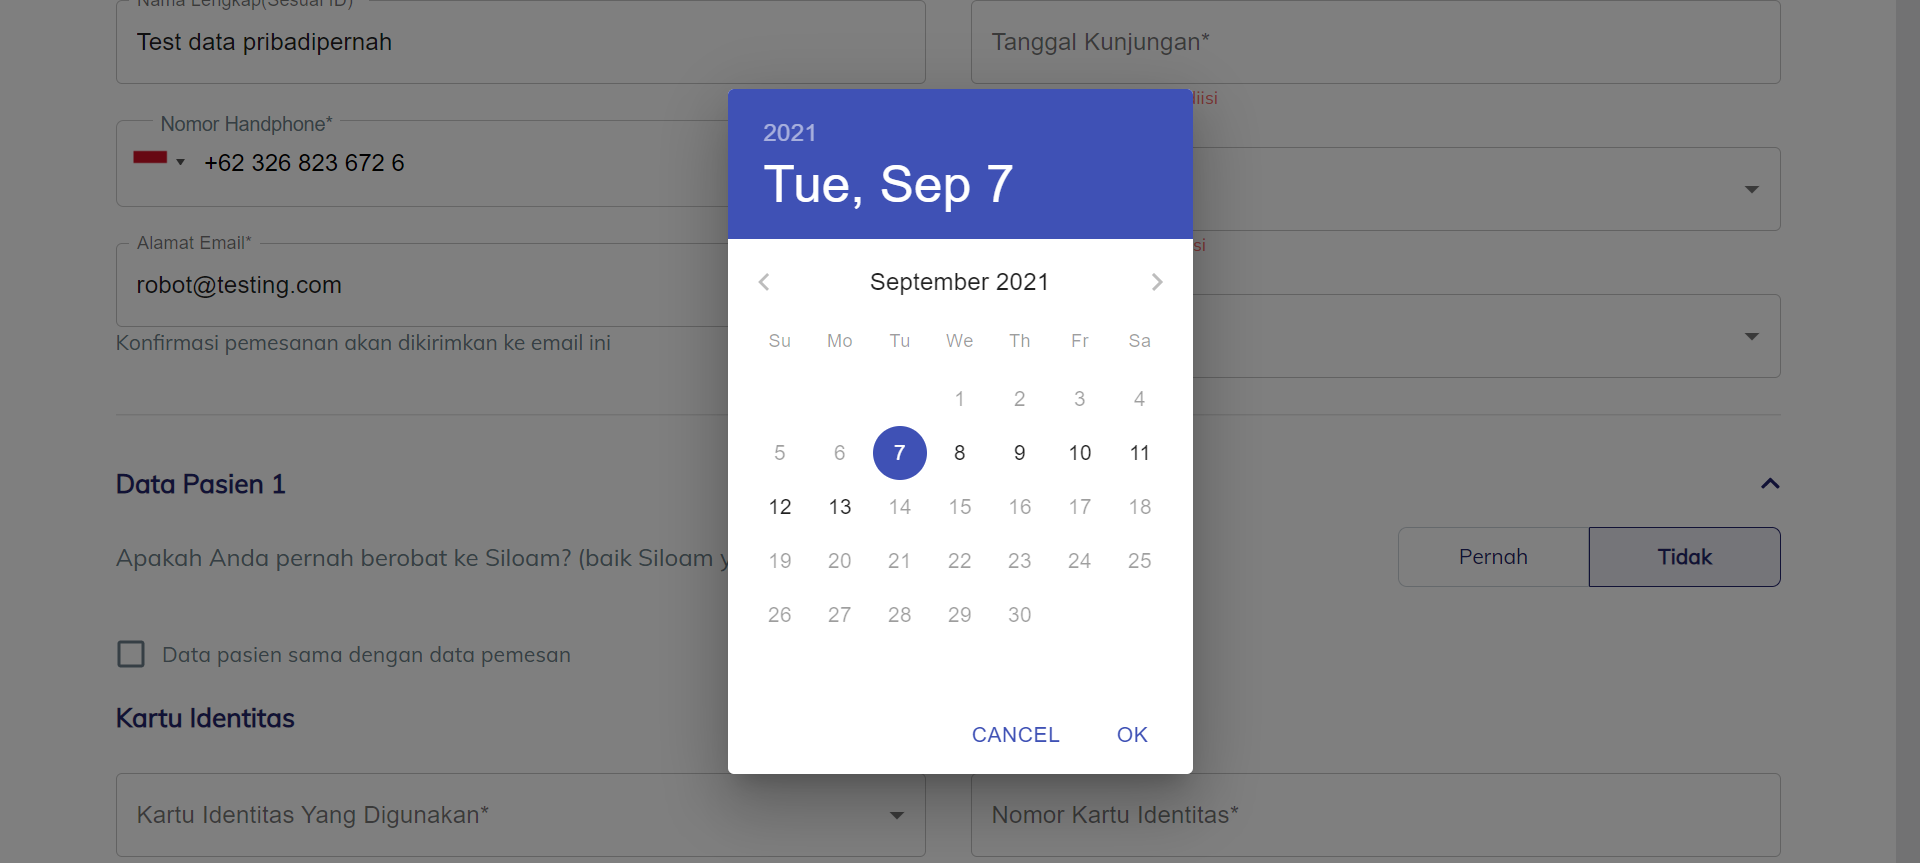 Nama Lengkap(Sesuai ID)
Test data pribadipernah
Tanggal Kunjungan*
diisi
Nomor Handphone*
+62 326 823 672 6
Alamat Email*
robot@testing.com
Konfirmasi pemesanan akan dikirimkan ke email ini
2021
Tue, Sep 7
September 2021
Su Mo Tu We Th Fr Sa
1 2 3 4
5 6 7 8 9 10 11
12 13 14 15 16 17 18
19 20 21 22 23 24 25
26 27 28 29 30
CANCEL OK
Data Pasien 1
Apakah Anda pernah berobat ke Siloam? (baik Siloam
Pernah
Tidak
Data pasien sama dengan data pemesan
Kartu Identitas
Kartu Identitas Yang Digunakan*
Nomor Kartu Identitas*